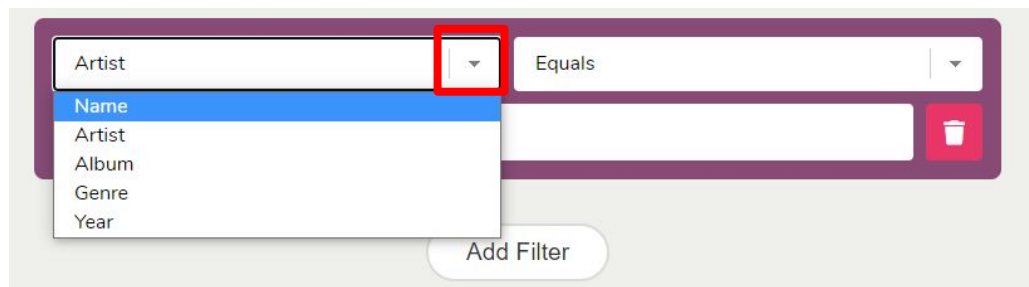 Artist
Equals
Name
Artist
Album
Genre
Year
Add Filter